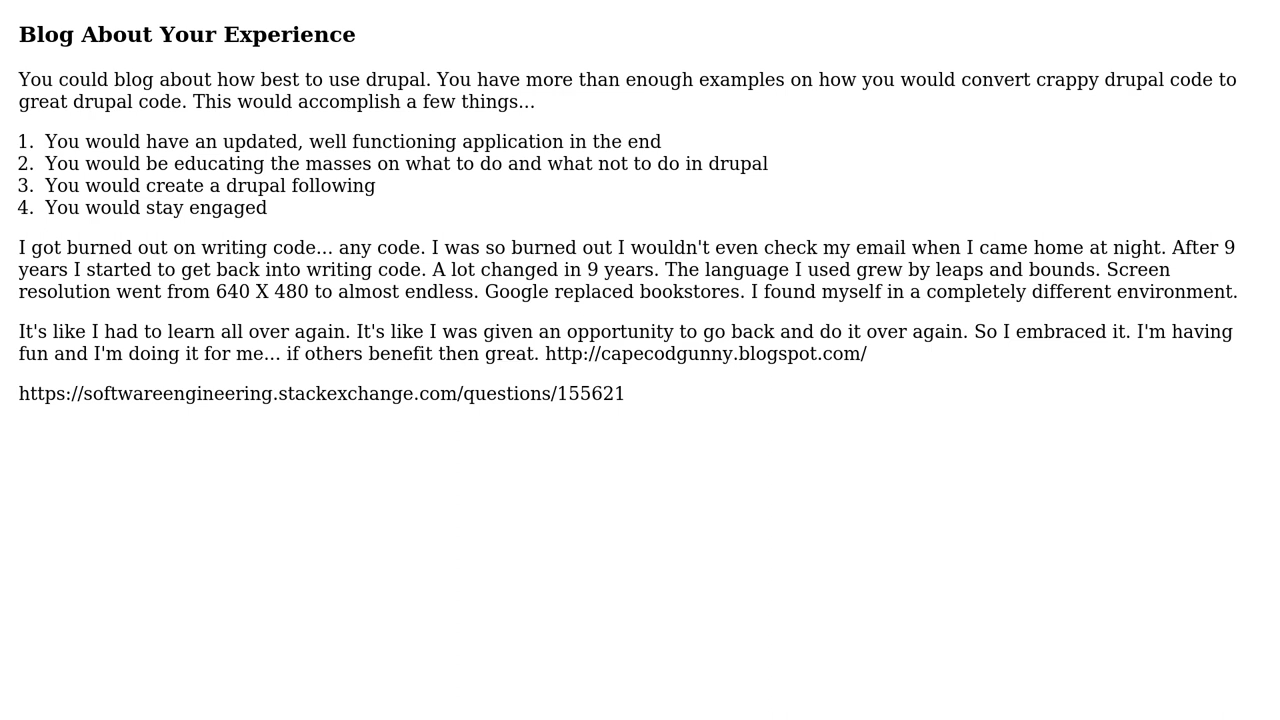 Blog About Your Experience
You could blog about how best to use drupal. You have more than enough examples on how you would convert crappy drupal code to
great drupal code. This would accomplish a few things...
1. You would have an updated, well functioning application in the end
2. You would be educating the masses on what to do and what not to do in drupal
3. You would create a drupal following
4. You would stay engaged
I got burned out on writing code... any code. I was so burned out I wouldn't even check my email when I came home at night. After 9
years I started to get back into writing code. A lot changed in 9 years. The language I used grew by leaps and bounds. Screen
resolution went from 640 X 480 to almost endless. Google replaced bookstores. I found myself in a completely different environment.
It's like I had to learn all over again. It's like I was given an opportunity to go back and do it over again. So I embraced it. I'm having
fun and I'm doing it for me... if others benefit then great. http://capecodgunny.blogspot.com/
https://softwareengineering.stackexchange.com/questions/155621